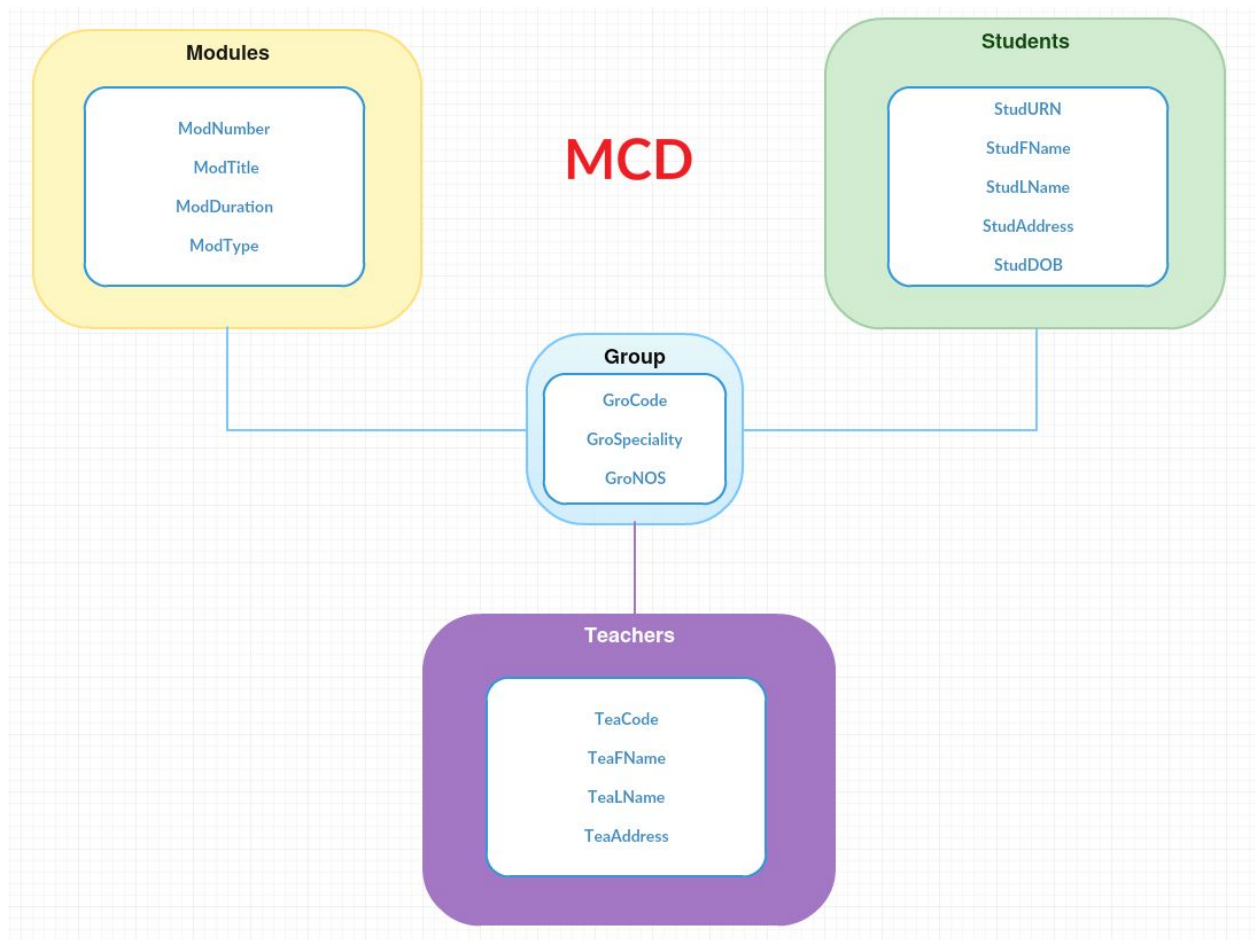 Modules
ModNumber
ModTitle
ModDuration
ModType
MCD
Students
StudURN
StudFName
StudLName
StudAddress
StudDOB
Group
GroCode
GroSpeciality
GroNOS
Teachers
TeaCode
TeaFName
TeaLName
TeaAddress